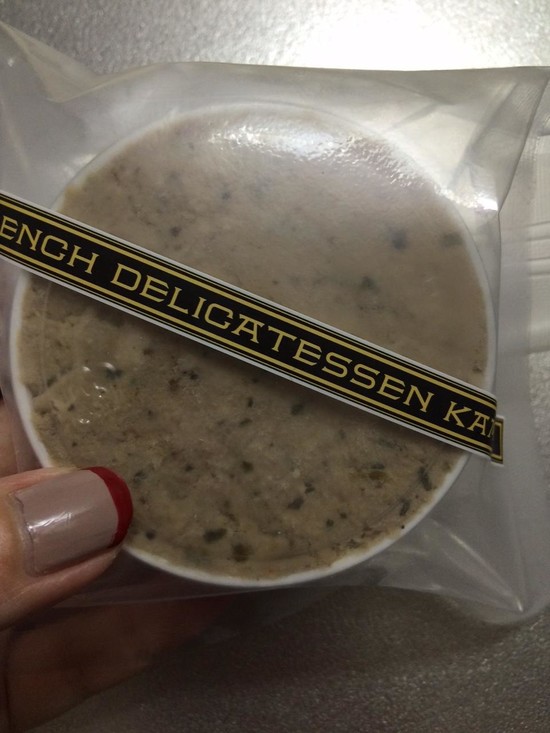 ENCH DELICATESSEN KA